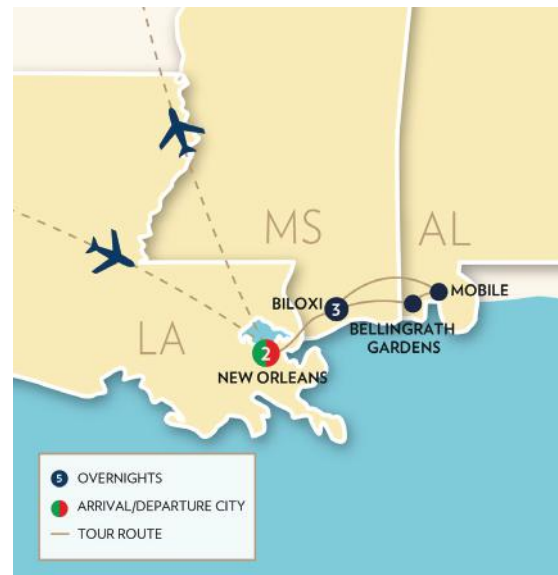 MS
AL
LA
BILOXI
3
MOBILE
BELLINGRATH
GARDENS
2
NEW ORLEANS
5 OVERNIGHTS
ARRIVAL/DEPARTURE CITY
TOUR ROUTE